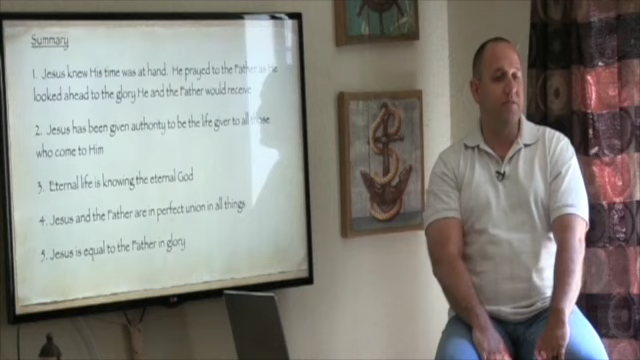 Summary
1. Jesus knew His time was at hand. He prayed to the Father as He
looked ahead to the glory He and the Father would receive
2. Jesus has been given authority to be the life giver to all those
who come to Him
3. Eternal life is knowing the eternal God
4. Jesus and the Father are in perfect union in all things
5. Jesus is equal to the Father in glory